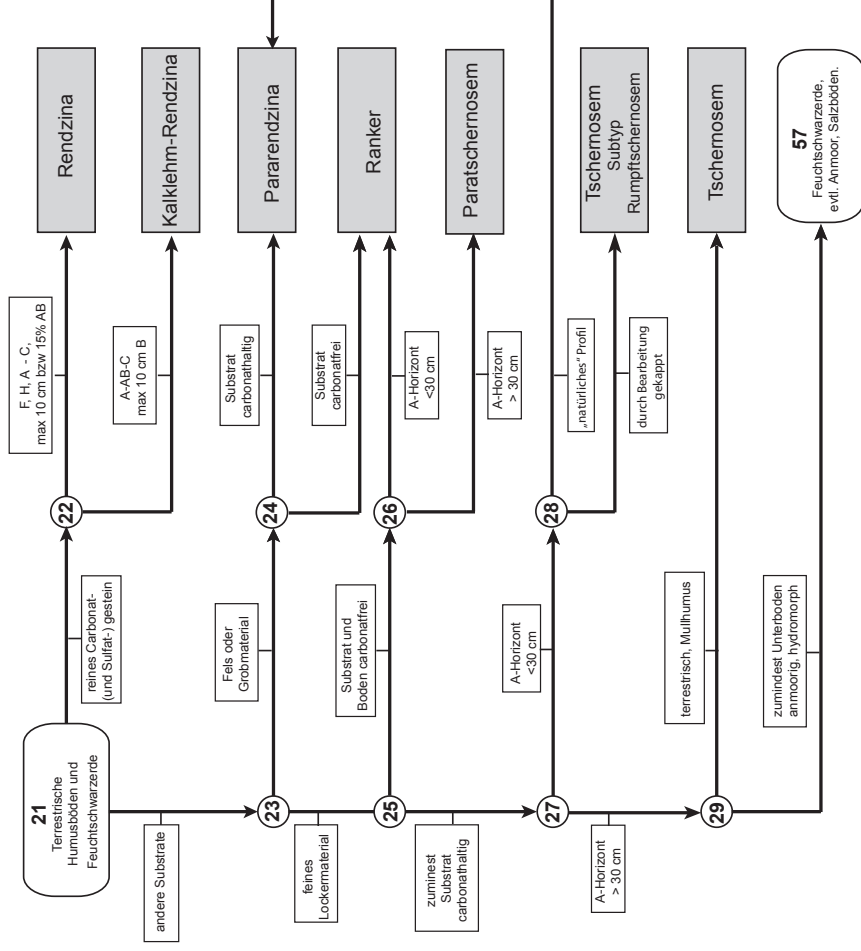 21
Terrestrische
Humusböden und
Feuchtschwarzerde
reines Carbonat-
(und Sulfat-) gestein
22
F, H, A - C,
max 10 cm bzw 15% AB
Rendzina
A-AB-C
max 10 cm B
Kalklehm-Rendzina
andere Substrate
23
Fels oder
Grobmaterial
24
Substrat
carbonathaltig
Pararendzina
Substrat
carbonatfrei
Ranker
feines
Lockermaterial
25
Substrat und
Boden carbonatfrei
26
A-Horizont
<30 cm
A-Horizont
> 30 cm
Paratschernosem
zuminest
Substrat
carbonathaltig
27
A-Horizont
<30 cm
28
„natürliches“ Profil
durch Bearbeitung
gekappt
Tschernosem
Subtyp
Rumpftschernosem
A-Horizont
> 30 cm
29
terrestrisch, Mullhumus
Tschernosem
zumindest Unterboden
anmoorig, hydromorph
57
Feuchtschwarzerde,
evtl. Anmoor, Salzböden.